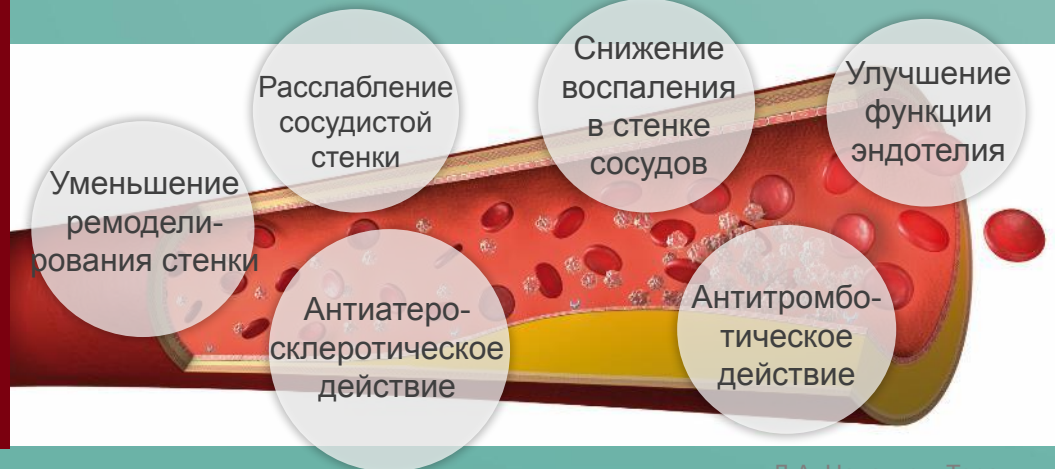 Уменьшение
ремодели-
рования стенки
Расслабление
сосудистой
стенки
Снижение
воспаления
в стенке
сосудов
Улучшение
функции
эндотелия
Антиатеро-
склеротическое
действие
Антитромбо-
тическое
действие